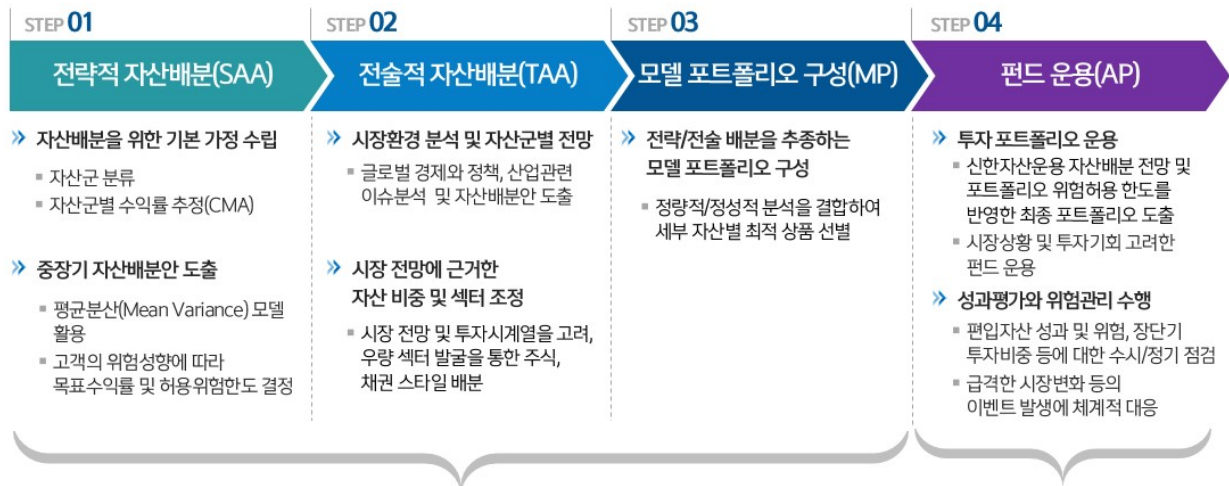 STEP 01
전략적 자산배분(SAA)
» 자산배분을 위한 기본 가정 수립
▪ 자산군 분류
▪ 자산군별 수익률 추정(CMA)
» 중장기 자산배분안 도출
▪ 평균분산(Mean Variance) 모델
활용
▪ 고객의 위험성향에 따라
목표수익률 및 허용위험한도 결정
STEP 02
전술적 자산배분(TAA)
» 시장환경 분석 및 자산군별 전망
▪ 글로벌 경제와 정책, 산업관련
이슈분석 및 자산배분안 도출
» 시장 전망에 근거한
자산 비중 및 섹터 조정
▪ 시장 전망 및 투자시계열을 고려,
우량 섹터 발굴을 통한 주식,
채권 스타일 배분
STEP 03
모델 포트폴리오 구성(MP)
» 전략/전술 배분을 추종하는
모델 포트폴리오 구성
▪ 정량적/정성적 분석을 결합하여
세부 자산별 최적 상품 선별
STEP 04
펀드 운용(AP)
» 투자 포트폴리오 운용
▪ 신한자산운용 자산배분 전망 및
포트폴리오 위험허용 한도를
반영한 최종 포트폴리오 도출
▪ 시장상황 및 투자기회 고려한
펀드 운용
» 성과평가와 위험관리 수행
▪ 편입자산 성과 및 위험, 장단기
투자비중 등에 대한 수시/정기 점검
▪ 급격한 시장변화 등의
이벤트 발생에 체계적 대응